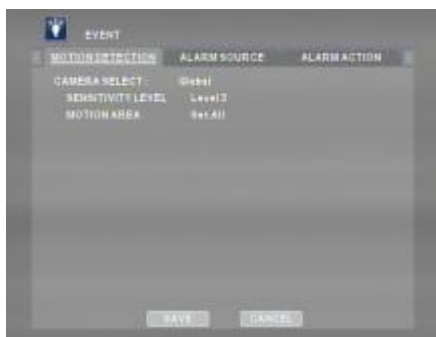 EVENT
MOTION DETECTION ALARM SOURCE ALARM ACTION
CAMERA SELECT : Global
SENSITIVITY LEVEL Level 3
MOTION AREA Set All
SAVE CANCEL